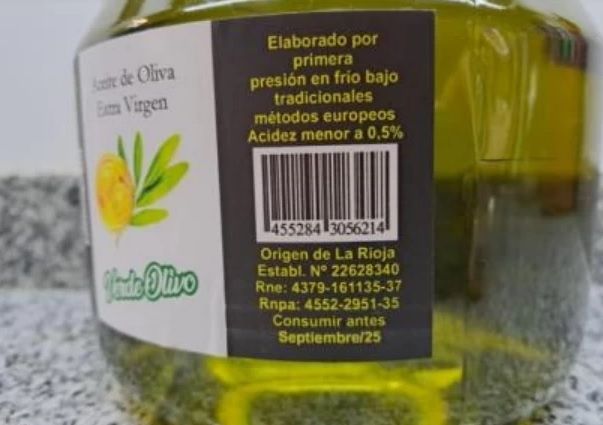 Aceite de Oliva
Extra Virgen
Verde Olivo
Elaborado por
primera
presión en frío bajo
tradicionales
métodos europeos
Acidez menor a 0,5%
455284 3056214
Origen de La Rioja
Establ. N° 22628340
Rne: 4379-161135-37
Rnpa: 4552-2951-35
Consumir antes
Septiembre/25